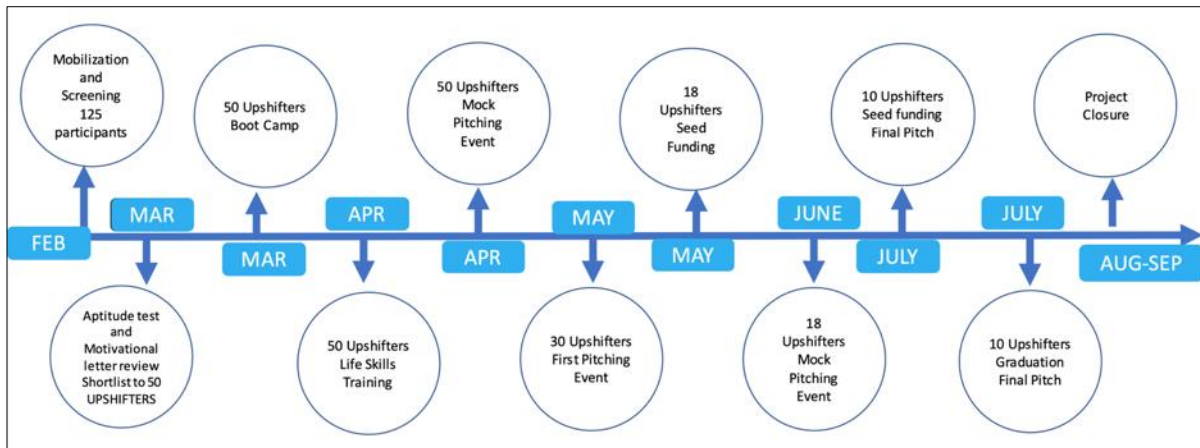 Mobilization
and
Screening
125
participants
50 Upshifters
Boot Camp
50 Upshifters
Mock
Pitching
Event
18
Upshifters
Seed
Funding
10 Upshifters
Seed funding
Final Pitch
Project
Closure
MAR
APR
MAY
JUNE
JULY
FEB
MAR
APR
MAY
JULY
AUG-SEP
Aptitude test
and
Motivational
letter review
Shortlist to 50
UPSHIFTERS
50 Upshifters
Life Skills
Training
30 Upshifters
First Pitching
Event
18
Upshifters
Mock
Pitching
Event
10 Upshifters
Graduation
Final Pitch